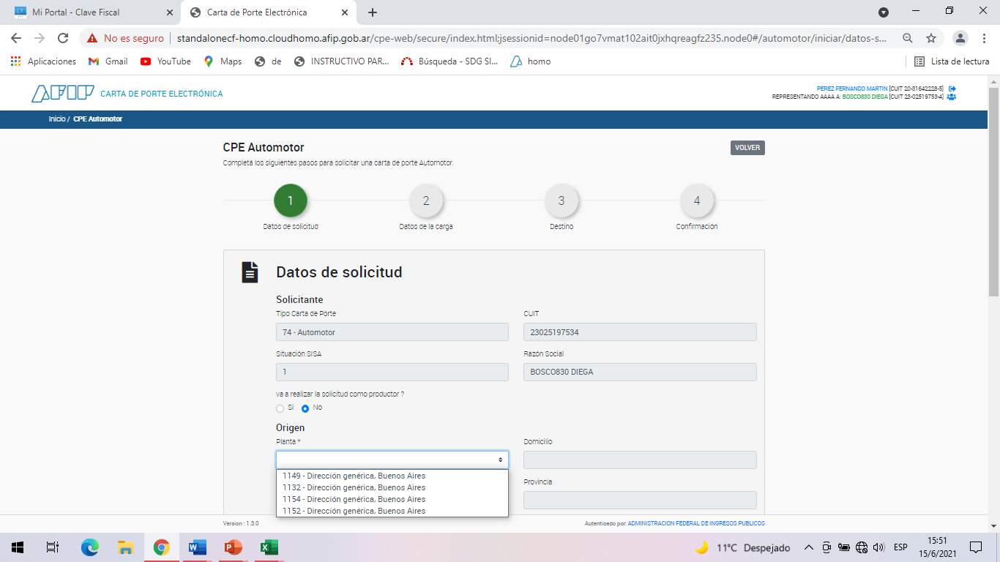 Mi Portal - Clave Fiscal
Carta de Porte Electrónica
No es seguro
standalonecf-homo.cloudhomo.afip.gob.ar/cpe-web/secure/index.html;jsessionid=node01go7vmat102ait0jxhqreagfz235.node0#/automotor/iniciar/datos-s...
Aplicaciones
Gmail
YouTube
Maps
de
INSTRUCTIVO PAR...
Búsqueda - SDG SI...
homo
Lista de lectura
AFIP CARTA DE PORTE ELECTRÓNICA
PEREZ FERNANDO MARTIN [CUIT 20-31642228-5]
REPRESENTANDO AAAA A: BOSCO830 DIEGA [CUIT 23-02519753-4]
Inicio / CPE Automotor
CPE Automotor
VOLVER
Completá los siguientes pasos para solicitar una carta de porte Automotor.
1
2
3
4
Datos de solicitud
Datos de la carga
Destino
Confirmación
Datos de solicitud
Solicitante
Tipo Carta de Porte
CUIT
74 - Automotor
23025197534
Situación SISA
Razón Social
1
BOSCO830 DIEGA
va a realizar la solicitud como productor ?
Si
No
Origen
Planta *
Domicilio
1149 - Dirección genérica, Buenos Aires
1132 - Dirección genérica, Buenos Aires
1154 - Dirección genérica, Buenos Aires
1152 - Dirección genérica, Buenos Aires
Provincia
Version : 1.3.0
Autenticado por: ADMINISTRACION FEDERAL DE INGRESOS PUBLICOS
11°C Despejado
ESP
15:51
15/6/2021